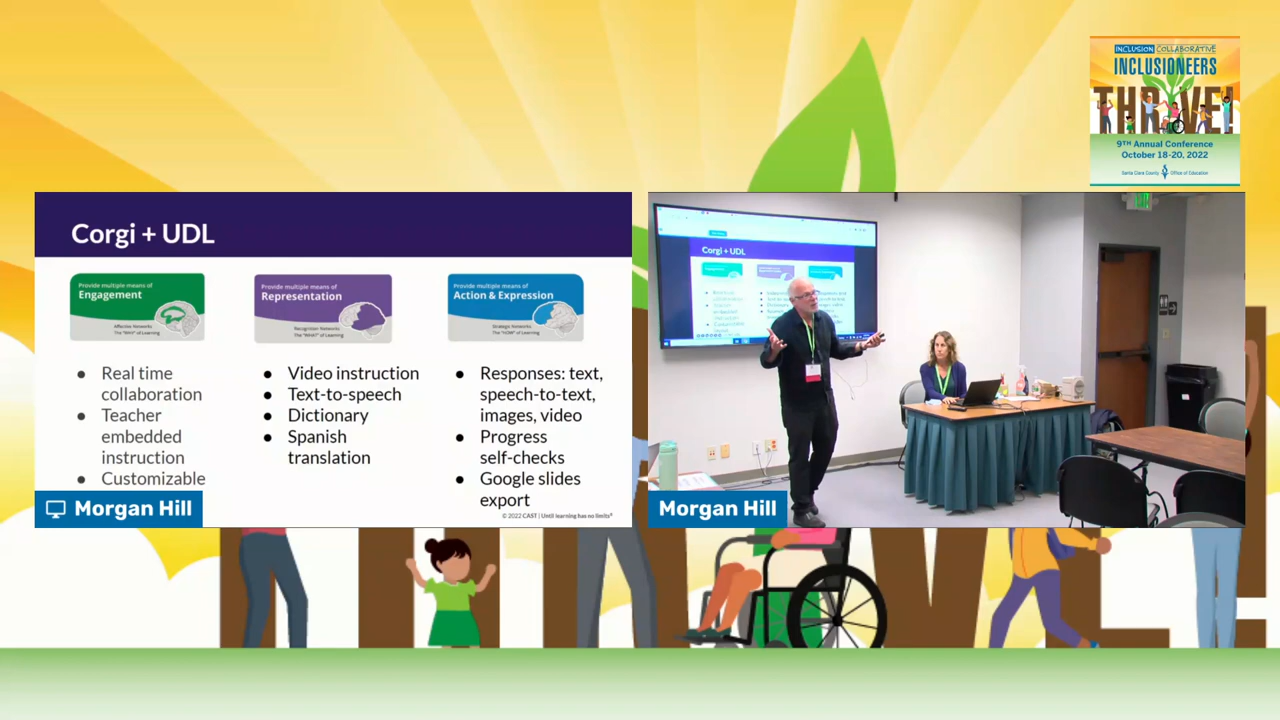 INCLUSION COLLABORATIVE
INCLUSIONEERS
THRIVE!
9TH Annual Conference
October 18-20, 2022
Santa Clara County Office of Education
Corgi + UDL
Provide multiple means of
Engagement
Affective Networks
The "WHY" of Learning
Provide multiple means of
Representation
Recognition Networks
The "WHAT" of Learning
Provide multiple means of
Action & Expression
Strategic Networks
The "HOW" of Learning
● Real time
collaboration
● Teacher
embedded
instruction
● Customizable
● Video instruction
● Text-to-speech
● Dictionary
● Spanish
translation
● Responses: text,
speech-to-text,
images, video
● Progress
self-checks
● Google slides
export
© 2022 CAST | Until learning has no limits®
Morgan Hill
Corgi + UDL
Morgan Hill